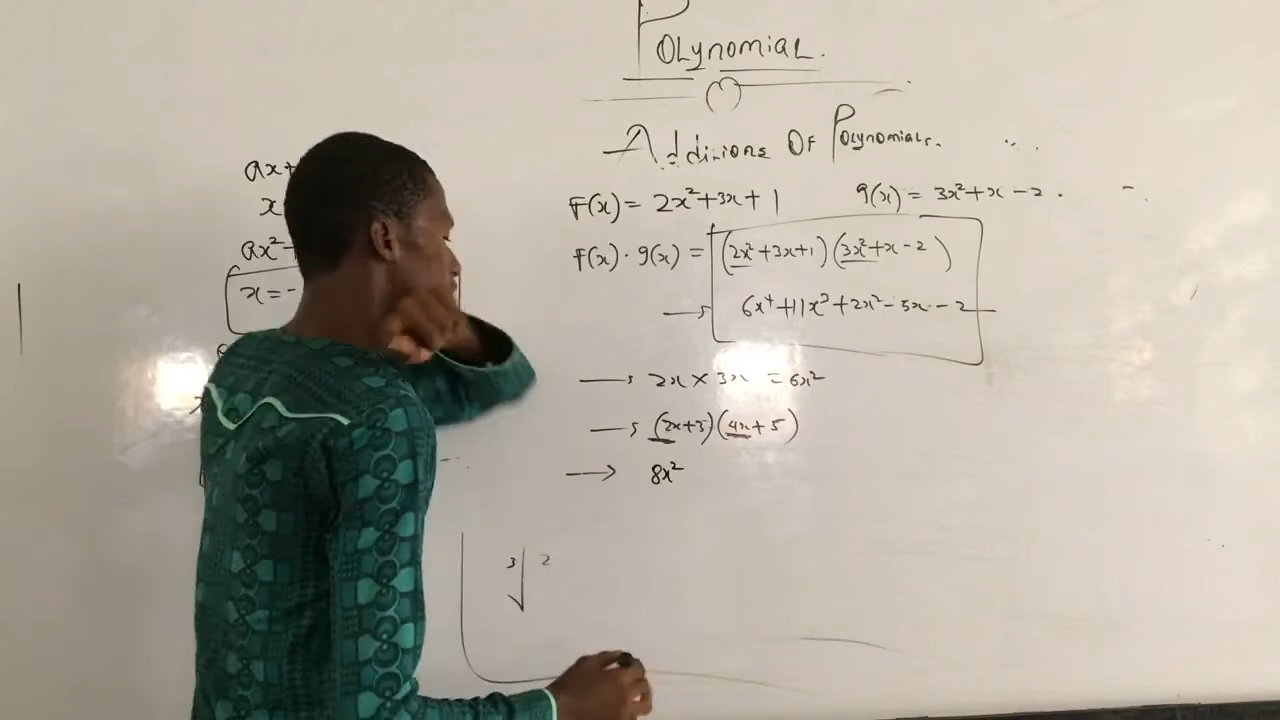 POLYNOMIAL.
(1)
Additions Of Polynomials.
ax+
F(x) = 2x²+3x+1 g(x) = 3x²+x-2.
x
ax²+
F(x)·g(x) = (2x²+3x+1)(3x²+x-2)
x=-
6x⁴+11x³+2x²-5x-2
2x × 3x = 6x²
→ (2x+3)(4x+5)
→ 8x²
3 2